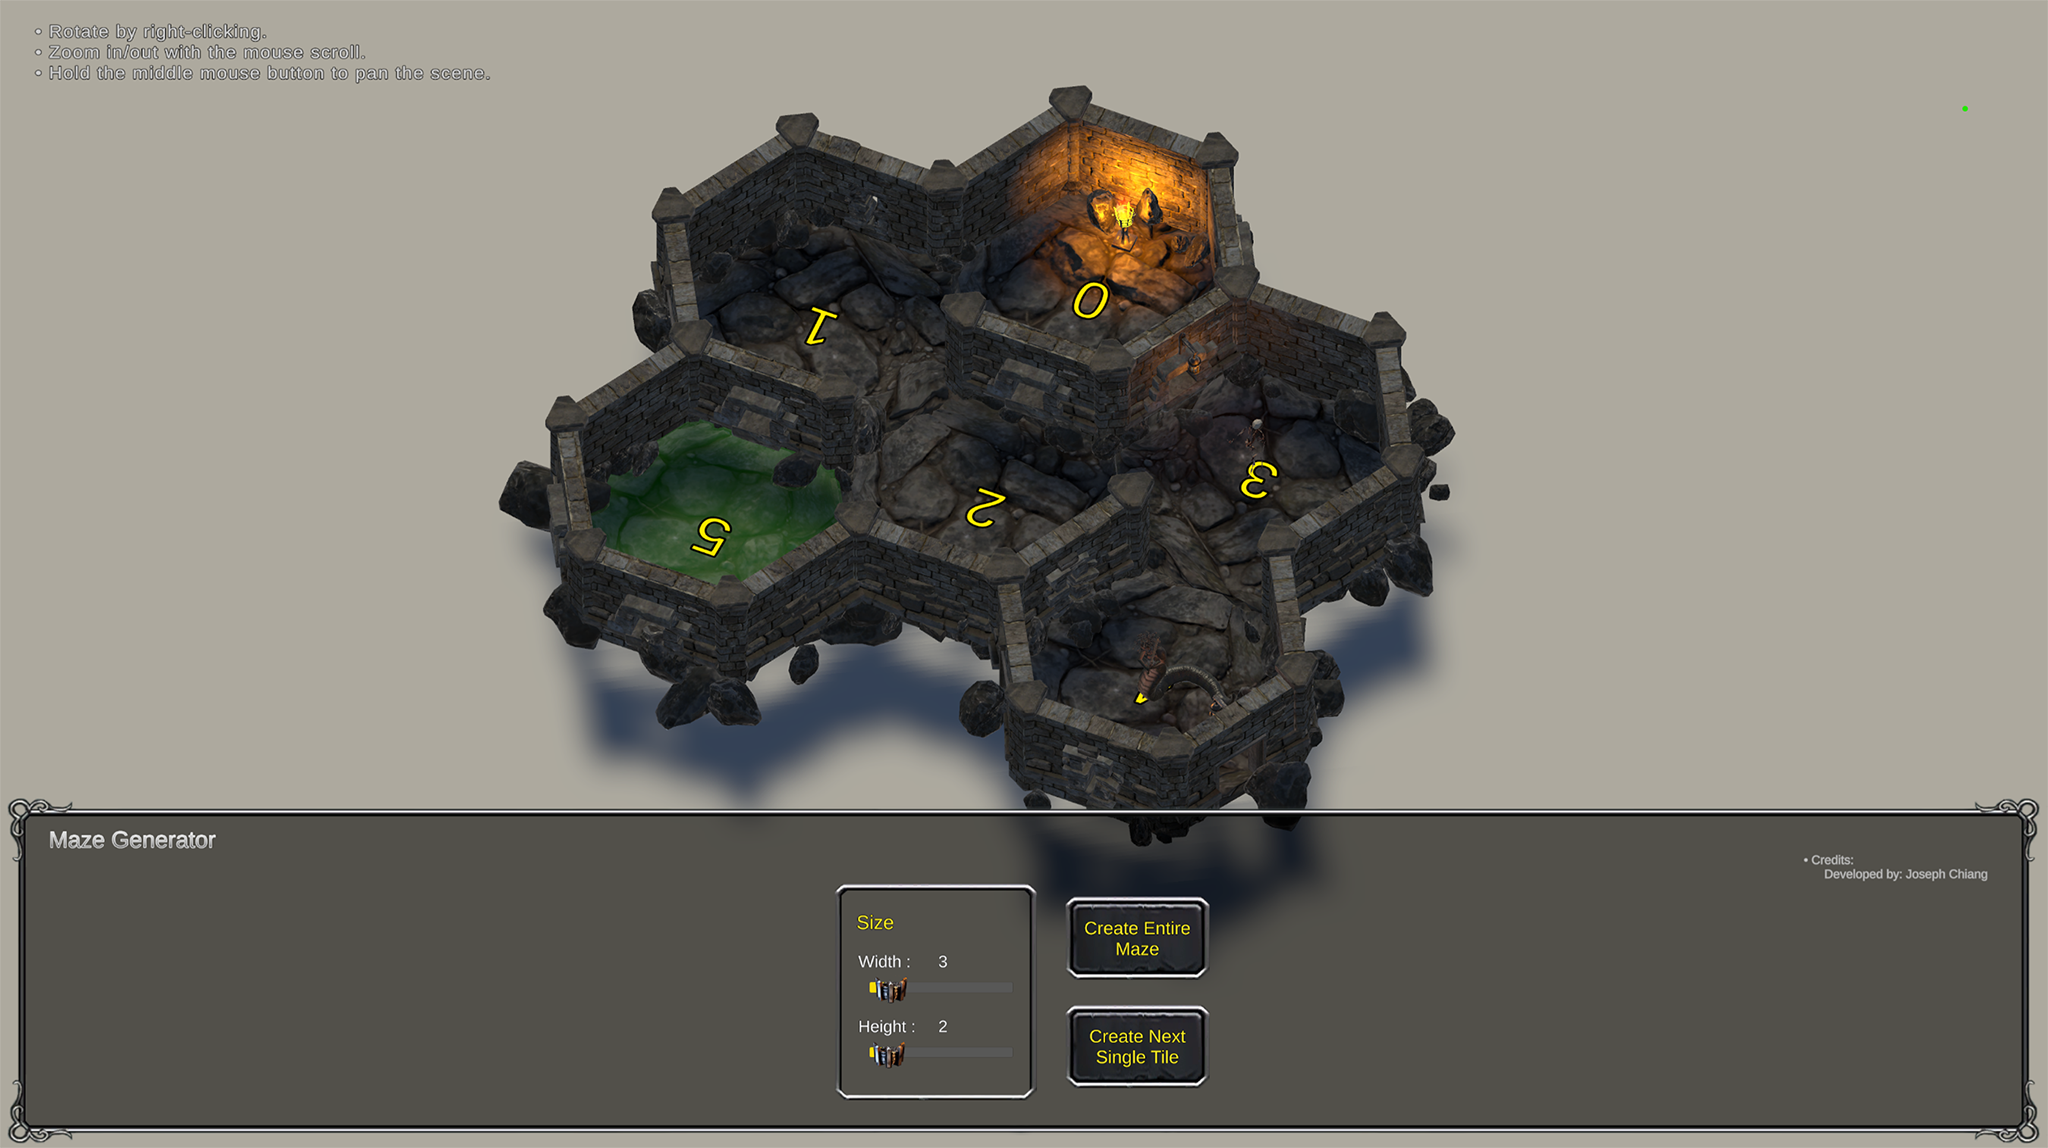 • Rotate by right-clicking.
• Zoom in/out with the mouse scroll.
• Hold the middle mouse button to pan the scene.
0
1
3
2
5
Maze Generator
• Credits:
Developed by: Joseph Chiang
Size
Width : 3
Height : 2
Create Entire
Maze
Create Next
Single Tile